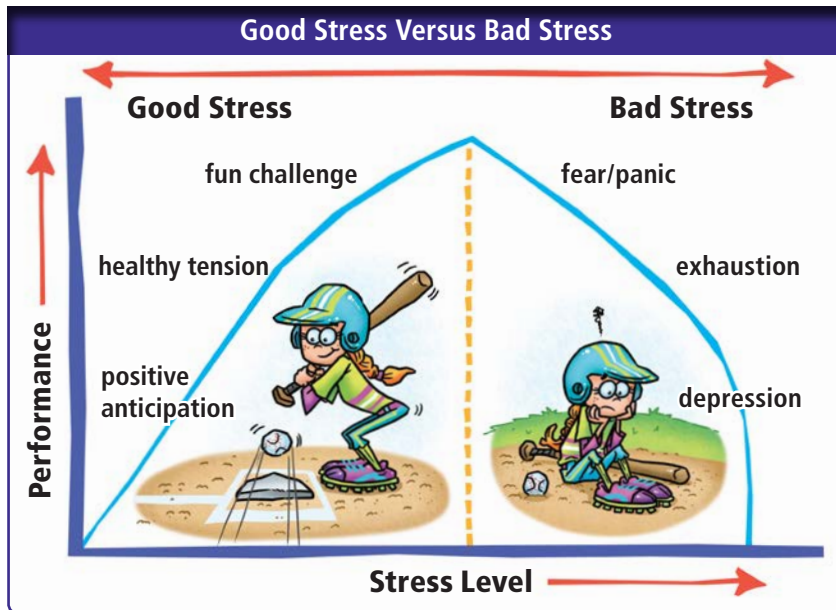 Good Stress Versus Bad Stress
Good Stress
Bad Stress
fun challenge
fear/panic
healthy tension
exhaustion
positive
anticipation
depression
Performance
Stress Level